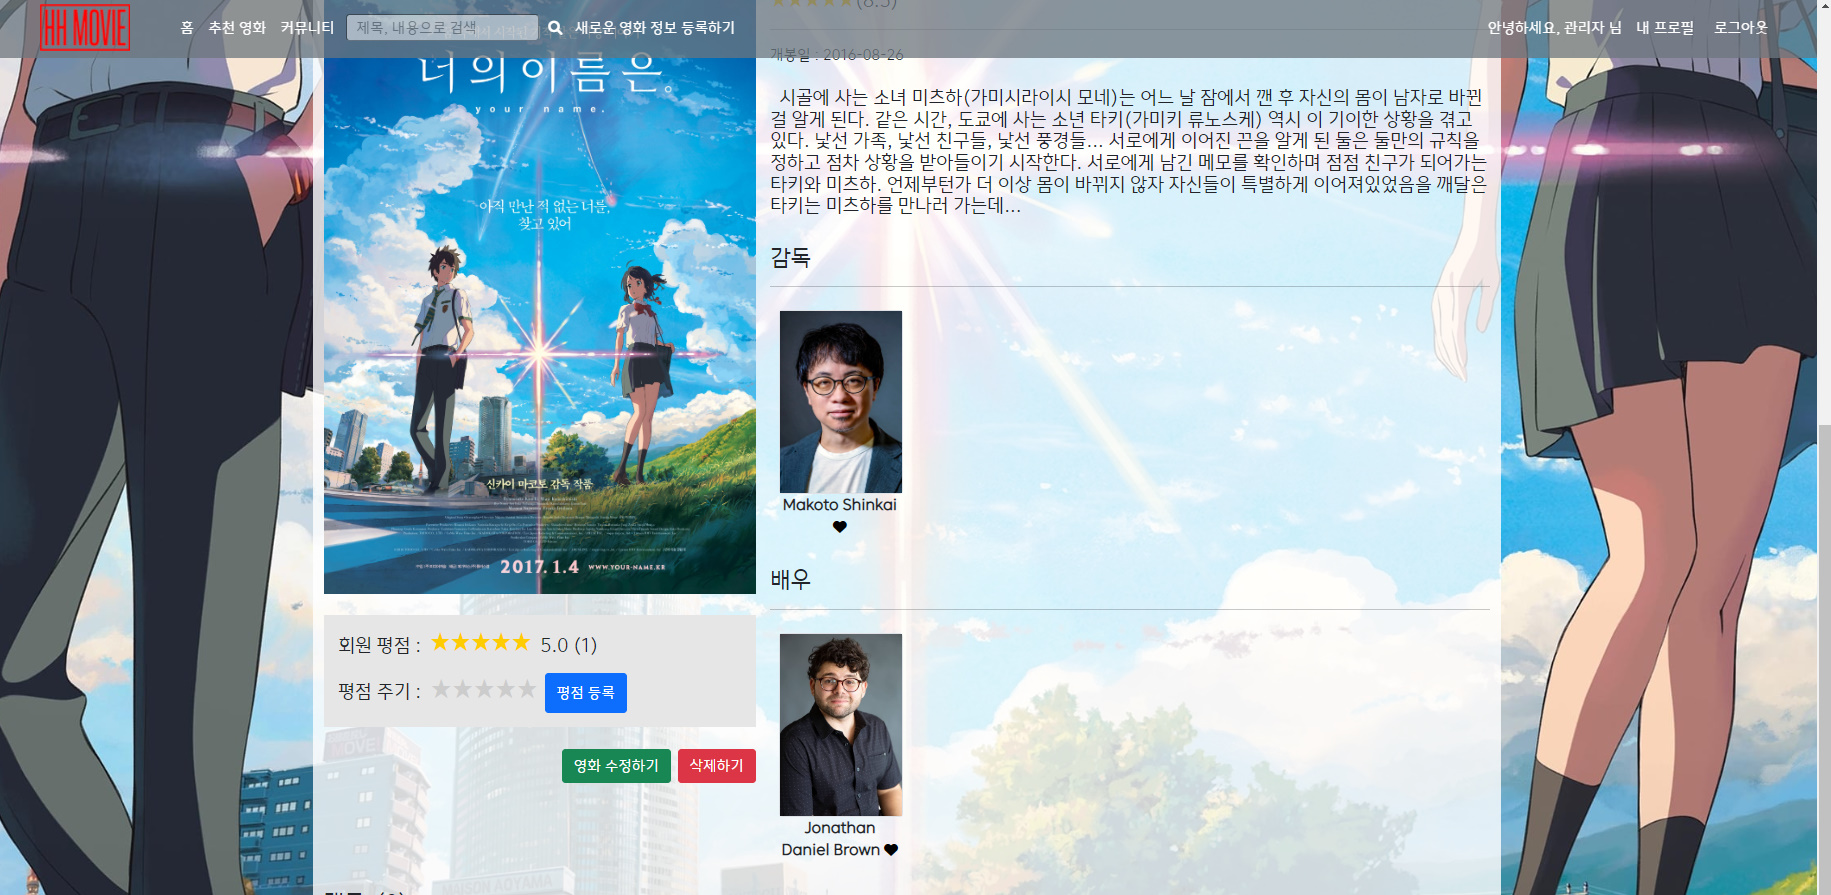 HH MOVIE
홈
추천 영화
커뮤니티
제목, 내용으로 검색
새로운 영화 정보 등록하기
안녕하세요, 관리자 님
내 프로필
로그아웃
너의 이름은.
your name.
아직 만난 적 없는 너를,
찾고 있어
신카이 마코토 감독 작품
2017. 1.4
WWW.YOUR-NAME.KR
회원 평점 : ★★★★★ 5.0 (1)
평점 주기 : ★★★★★ 평점 등록
영화 수정하기
삭제하기
★★★★★(8.5)
개봉일 : 2016-08-26
시골에 사는 소녀 미츠하(가미시라이시 모네)는 어느 날 잠에서 깬 후 자신의 몸이 남자로 바뀐
걸 알게 된다. 같은 시간, 도쿄에 사는 소년 타키(가미키 류노스케) 역시 이 기이한 상황을 겪고
있다. 낯선 가족, 낯선 친구들, 낯선 풍경들... 서로에게 이어진 끈을 알게 된 둘은 둘만의 규칙을
정하고 점차 상황을 받아들이기 시작한다. 서로에게 남긴 메모를 확인하며 점점 친구가 되어가는
타키와 미츠하. 언제부턴가 더 이상 몸이 바뀌지 않자 자신들이 특별하게 이어져있었음을 깨달은
타키는 미츠하를 만나러 가는데...
감독
Makoto Shinkai
♥
배우
Jonathan
Daniel Brown ♥